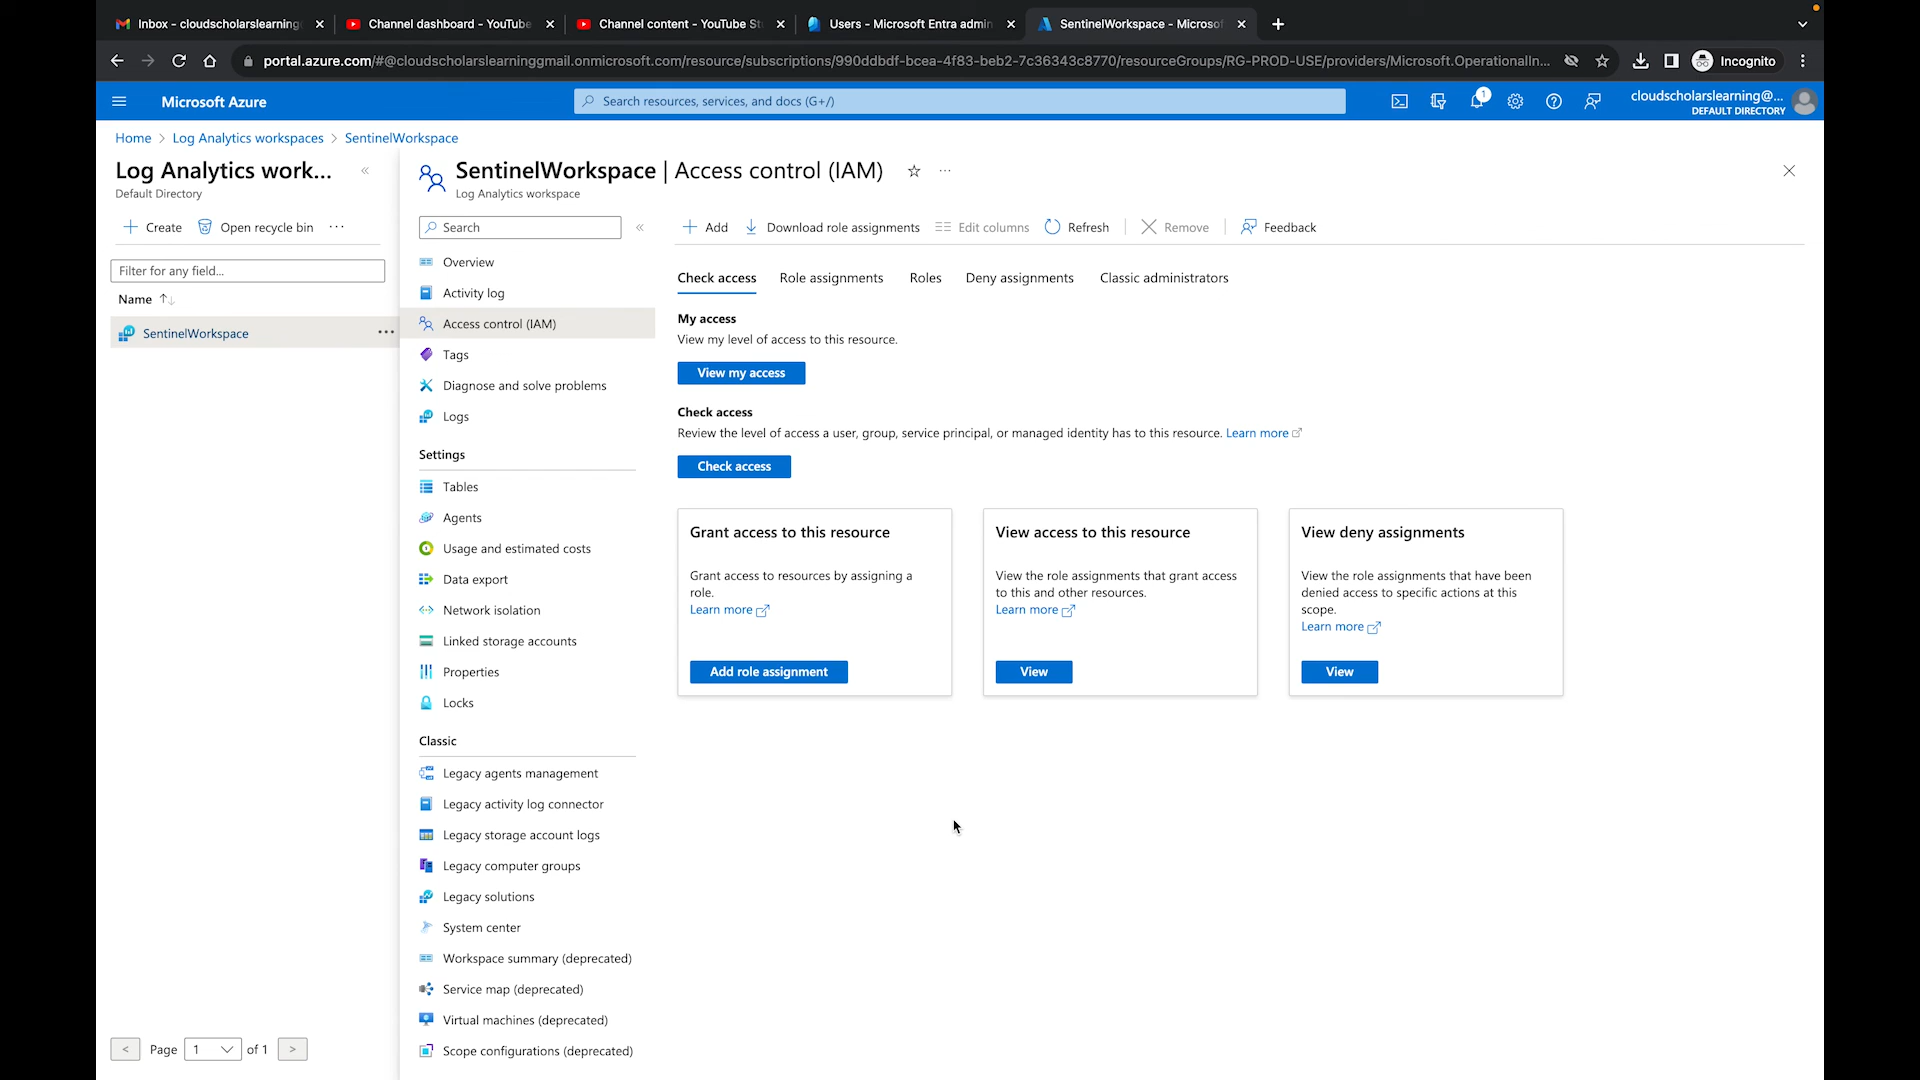 Inbox - cloudscholarslearning
Channel dashboard - YouTube
Channel content - YouTube St
Users - Microsoft Entra admin
SentinelWorkspace - Microsof
portal.azure.com/#@cloudscholarslearninggmail.onmicrosoft.com/resource/subscriptions/990ddbdf-bcea-4f83-beb2-7c36343c8770/resourceGroups/RG-PROD-USE/providers/Microsoft.OperationalIn...
Incognito
Microsoft Azure
Search resources, services, and docs (G+/)
1
cloudscholarslearning@...
DEFAULT DIRECTORY
Home > Log Analytics workspaces > SentinelWorkspace
Log Analytics work...
Default Directory
Create
Open recycle bin
Filter for any field...
Name
SentinelWorkspace
Page 1 of 1
SentinelWorkspace | Access control (IAM)
Log Analytics workspace
Search
Overview
Activity log
Access control (IAM)
Tags
Diagnose and solve problems
Logs
Settings
Tables
Agents
Usage and estimated costs
Data export
Network isolation
Linked storage accounts
Properties
Locks
Classic
Legacy agents management
Legacy activity log connector
Legacy storage account logs
Legacy computer groups
Legacy solutions
System center
Workspace summary (deprecated)
Service map (deprecated)
Virtual machines (deprecated)
Scope configurations (deprecated)
Add
Download role assignments
Edit columns
Refresh
Remove
Feedback
Check access
Role assignments
Roles
Deny assignments
Classic administrators
My access
View my level of access to this resource.
View my access
Check access
Review the level of access a user, group, service principal, or managed identity has to this resource. Learn more
Check access
Grant access to this resource
Grant access to resources by assigning a
role.
Learn more
Add role assignment
View access to this resource
View the role assignments that grant access
to this and other resources.
Learn more
View
View deny assignments
View the role assignments that have been
denied access to specific actions at this
scope.
Learn more
View